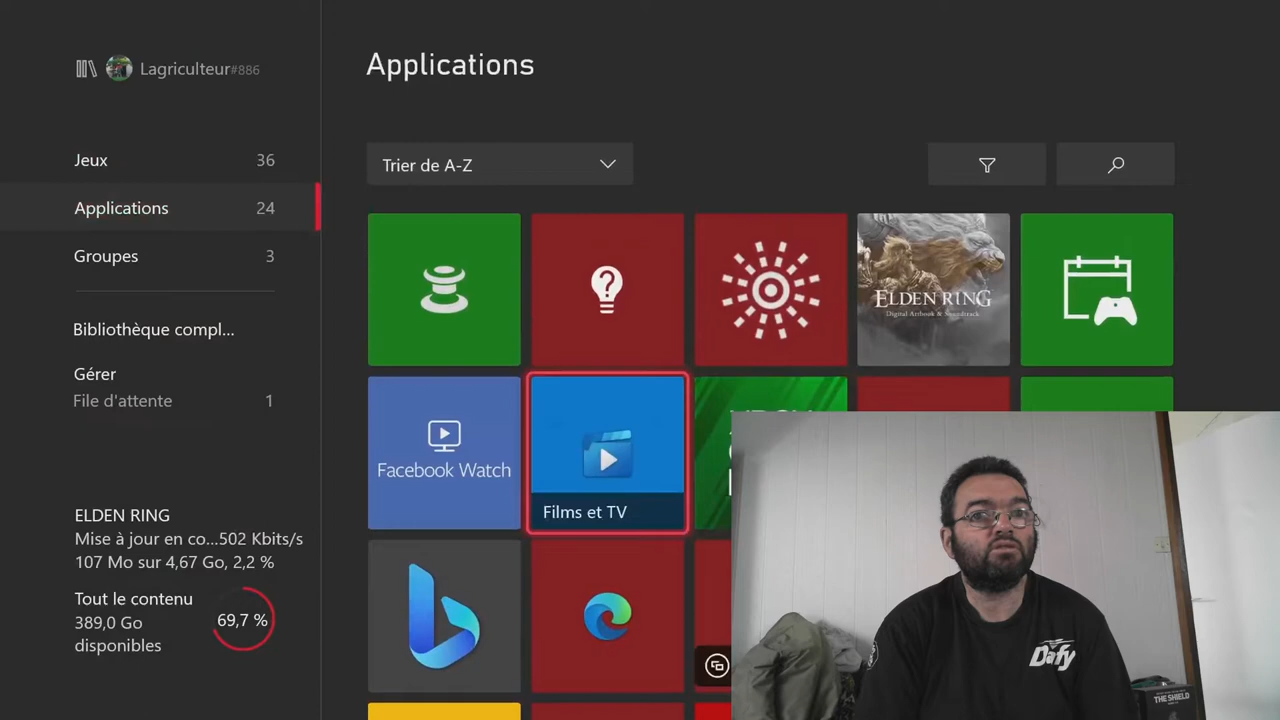 Lagriculteur#886
Jeux 36
Applications 24
Groupes 3
Bibliothèque compl...
Gérer
File d'attente 1
ELDEN RING
Mise à jour en co...502 Kbits/s
107 Mo sur 4,67 Go, 2,2 %
Tout le contenu
389,0 Go
disponibles
69,7 %
Applications
Trier de A-Z
ELDEN RING
Digital Artbook & Soundtrack
Facebook Watch
Films et TV
Dafy
THE SHIELD